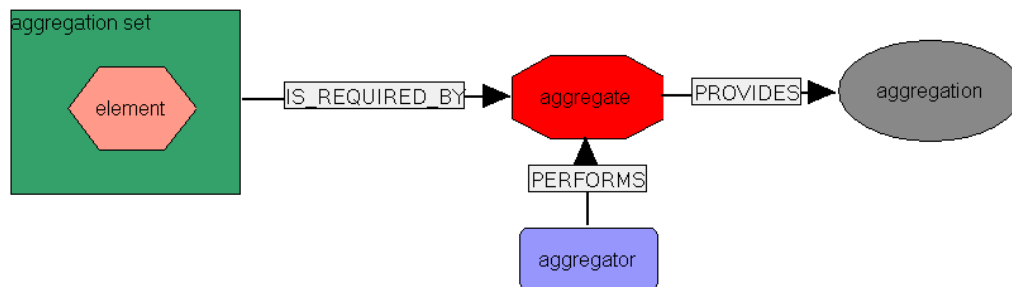 aggregation set
element
IS_REQUIRED_BY
aggregate
PROVIDES
aggregation
PERFORMS
aggregator